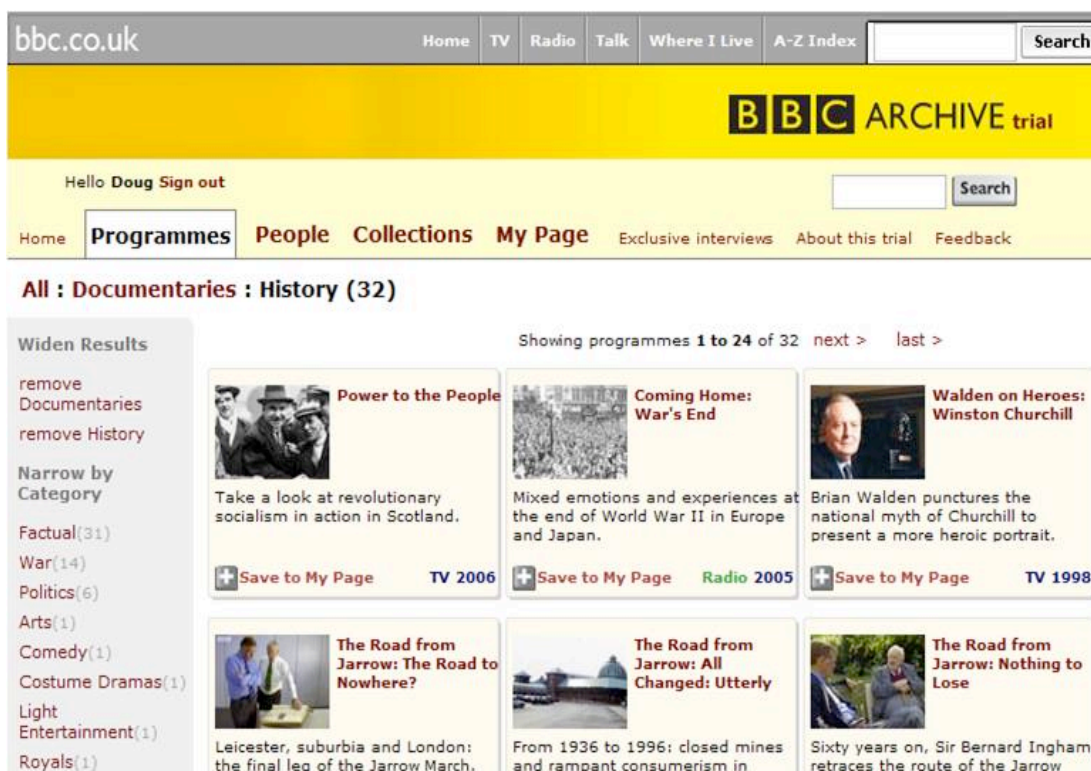 bbc.co.uk Home TV Radio Talk Where I Live A-Z Index Search
BBC ARCHIVE trial
Hello Doug Sign out Search
Home Programmes People Collections My Page Exclusive interviews About this trial Feedback
All : Documentaries : History (32)
Widen Results
remove
Documentaries
remove History
Narrow by
Category
Factual(31)
War(14)
Politics(6)
Arts(1)
Comedy(1)
Costume Dramas(1)
Light
Entertainment(1)
Royals(1)
Showing programmes 1 to 24 of 32 next > last >
Power to the People
Take a look at revolutionary
socialism in action in Scotland.
Save to My Page TV 2006
Coming Home:
War's End
Mixed emotions and experiences at
the end of World War II in Europe
and Japan.
Save to My Page Radio 2005
Walden on Heroes:
Winston Churchill
Brian Walden punctures the
national myth of Churchill to
present a more heroic portrait.
Save to My Page TV 1998
The Road from
Jarrow: The Road to
Nowhere?
Leicester, suburbia and London:
the final leg of the Jarrow March.
The Road from
Jarrow: All
Changed: Utterly
From 1936 to 1996: closed mines
and rampant consumerism in
The Road from
Jarrow: Nothing to
Lose
Sixty years on, Sir Bernard Ingham
retraces the route of the Jarrow